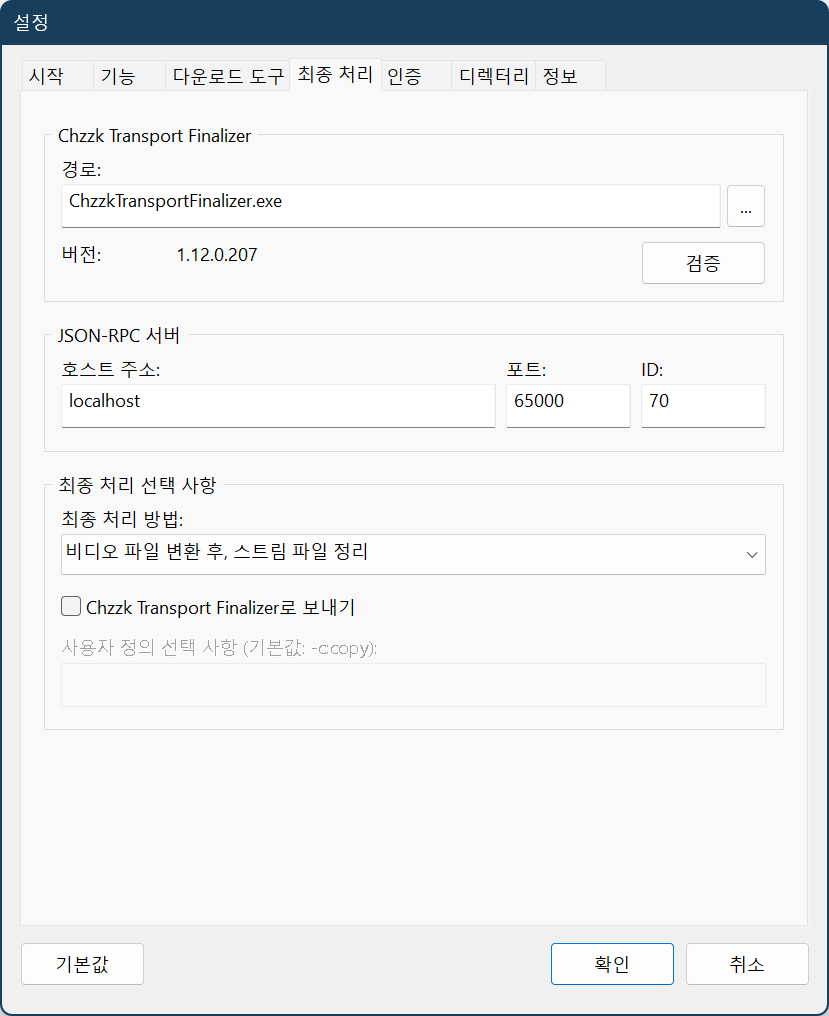 설정
시작 기능 다운로드 도구 최종 처리 인증 디렉터리 정보
Chzzk Transport Finalizer
경로:
ChzzkTransportFinalizer.exe ...
버전: 1.12.0.207 검증
JSON-RPC 서버
호스트 주소: 포트: ID:
localhost 65000 70
최종 처리 선택 사항
최종 처리 방법:
비디오 파일 변환 후, 스트림 파일 정리
Chzzk Transport Finalizer로 보내기
사용자 정의 선택 사항 (기본값: -c:copy):
기본값 확인 취소